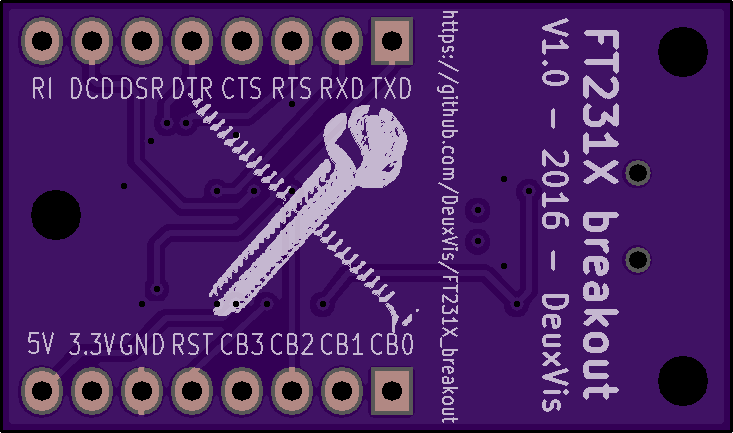 RI DCD DSR DTR CTS RTS RXD TXD
5V 3.3V GND RST CB3 CB2 CB1 CB0
https://github.com/DeuxVis/FT231X_breakout
V1.0 - 2016 - DeuxVis
FT231X breakout